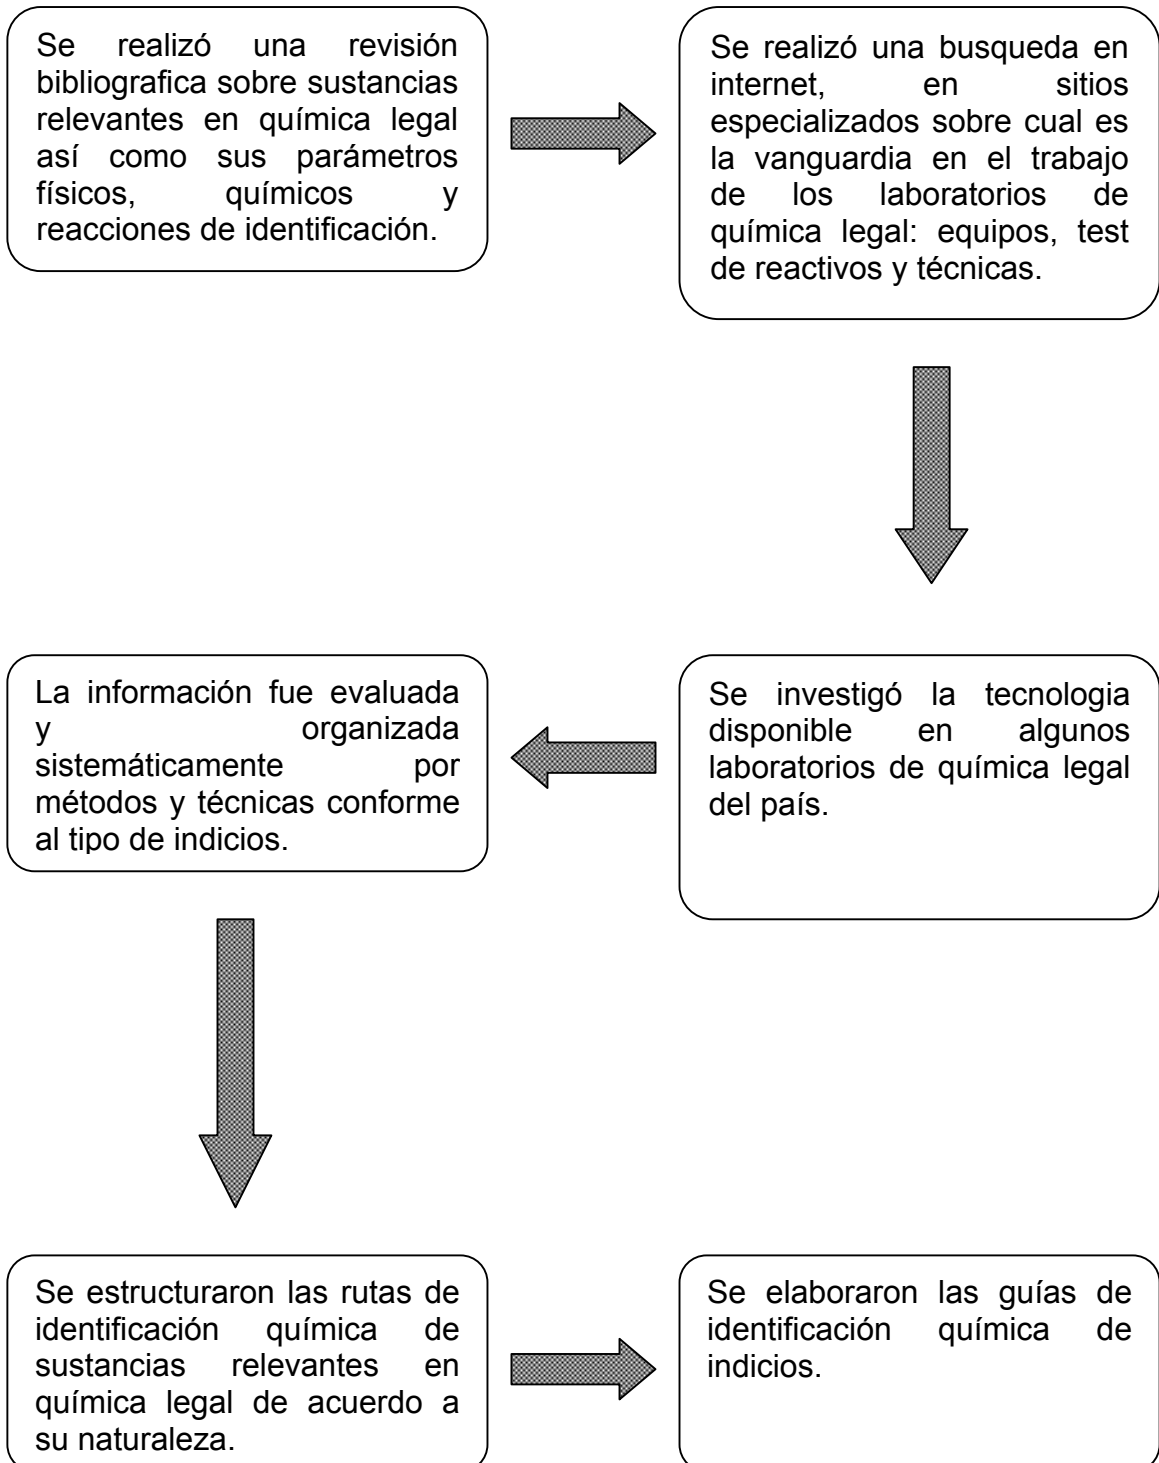 Se realizó una revisión
bibliografica sobre sustancias
relevantes en química legal
así como sus parámetros
físicos, químicos y
reacciones de identificación.
Se realizó una busqueda en
internet, en sitios
especializados sobre cual es
la vanguardia en el trabajo
de los laboratorios de
química legal: equipos, test
de reactivos y técnicas.
Se investigó la tecnologia
disponible en algunos
laboratorios de química legal
del país.
La información fue evaluada
y organizada
sistemáticamente por
métodos y técnicas conforme
al tipo de indicios.
Se estructuraron las rutas de
identificación química de
sustancias relevantes en
química legal de acuerdo a
su naturaleza.
Se elaboraron las guías de
identificación química de
indicios.